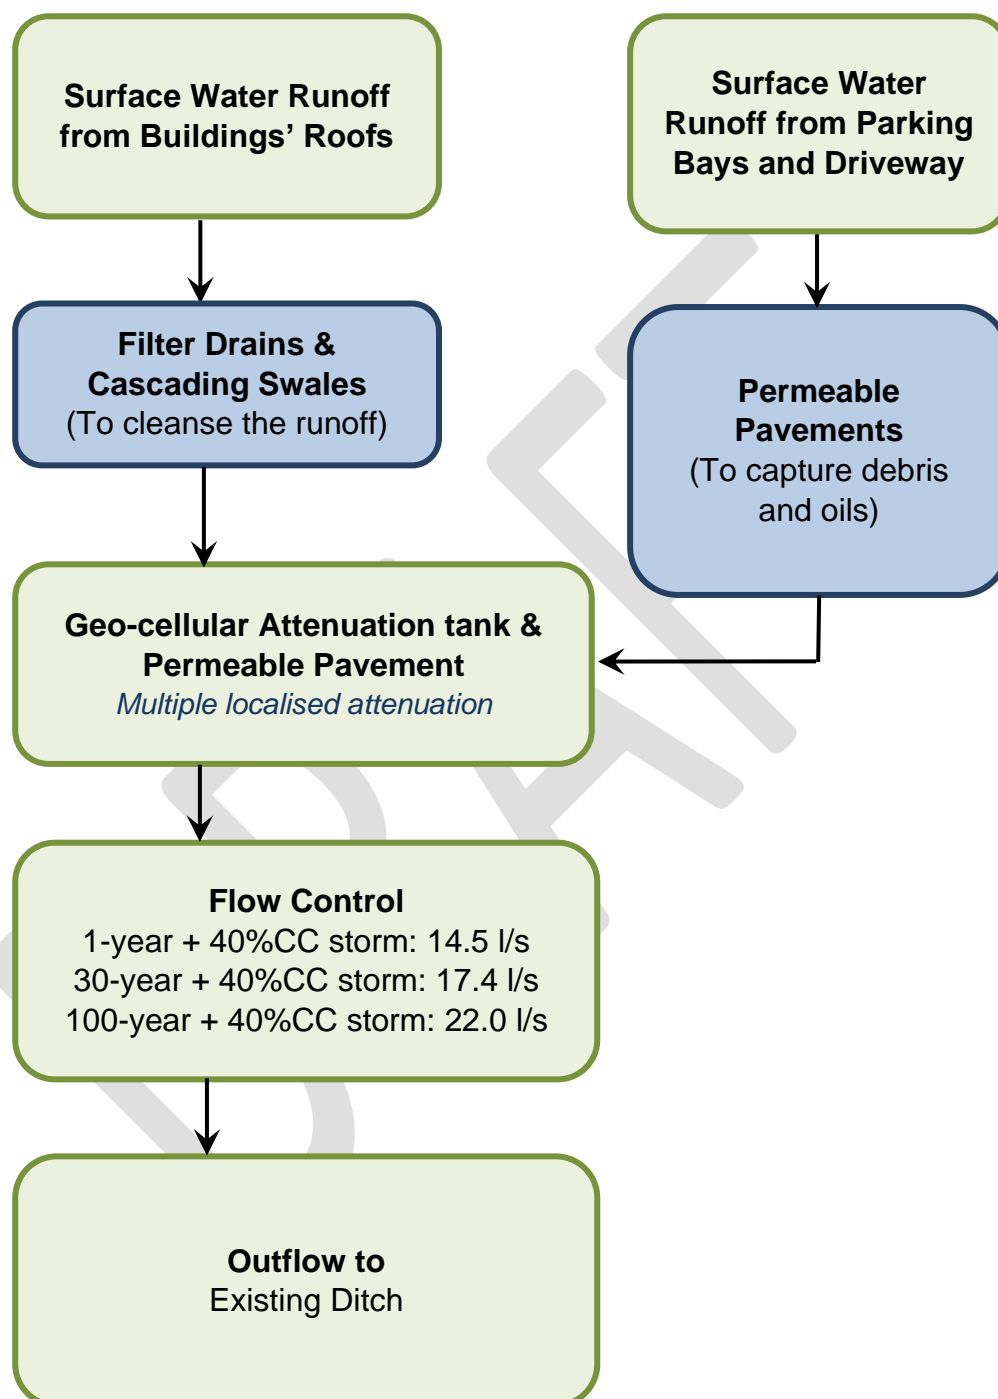 Surface Water Runoff
from Buildings’ Roofs
Surface Water
Runoff from Parking
Bays and Driveway
Filter Drains &
Cascading Swales
(To cleanse the runoff)
Permeable
Pavements
(To capture debris
and oils)
Geo-cellular Attenuation tank &
Permeable Pavement
Multiple localised attenuation
Flow Control
1-year + 40%CC storm: 14.5 l/s
30-year + 40%CC storm: 17.4 l/s
100-year + 40%CC storm: 22.0 l/s
Outflow to
Existing Ditch
DRAFT